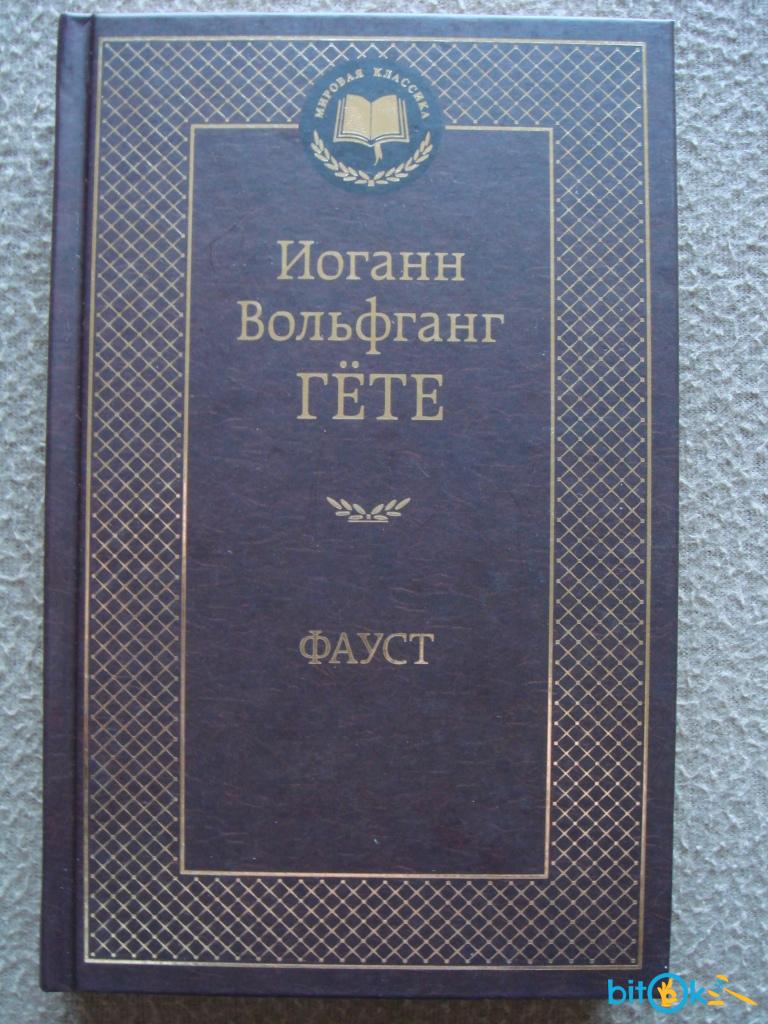 МИРОВАЯ КЛАССИКА
Иоганн
Вольфганг
ГЁТЕ
ФАУСТ
bitOk